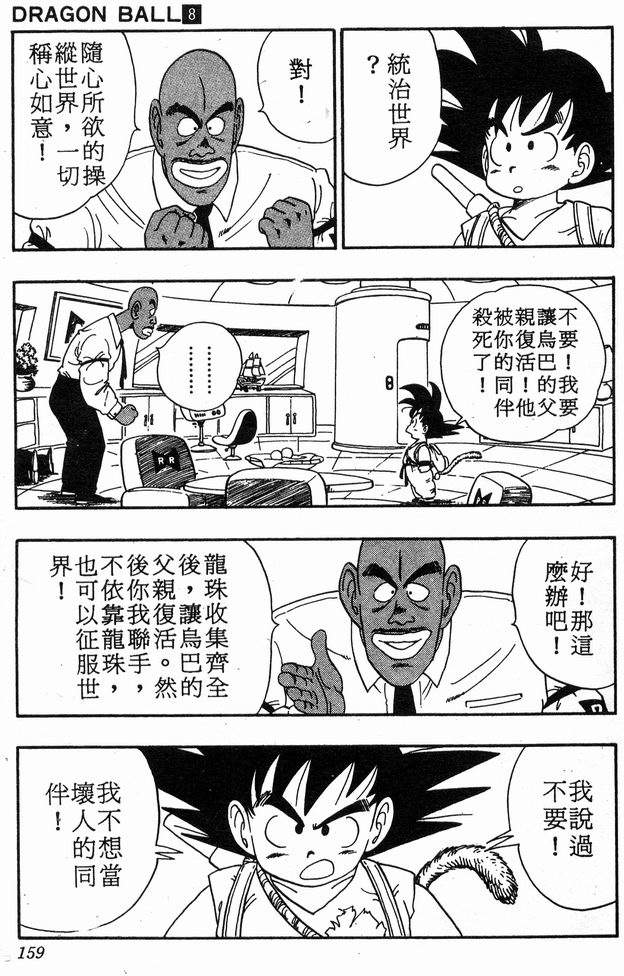 DRAGON BALL 8
統治世界
？
對！
隨心所欲的操
縱世界，一切
稱心如意！
不要！我要
讓烏巴的父
親復活！他
被你的同伴
殺死了！
………
………
R R
好！那這
麼辦吧！
龍珠收集齊全
後，讓烏巴的
父親復活。然
後你我聯手，
不依靠龍珠，
也可以征服世
界！
R
我說過
不要！
我不想當
壞人的同
伴！
159